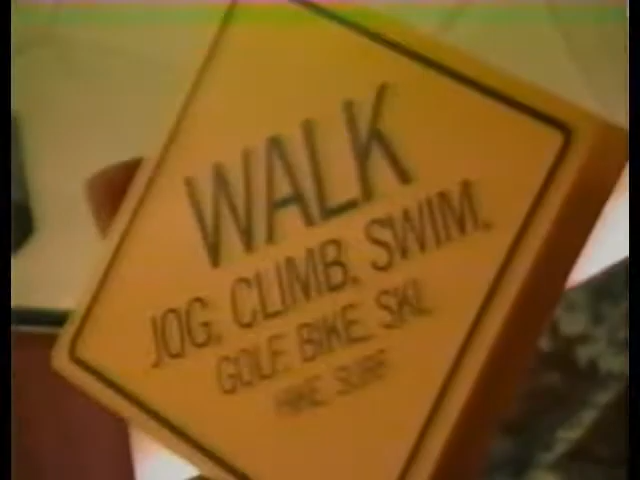 WALK
JOG. CLIMB. SWIM.
GOLF. BIKE. SKI.
HIKE. SURF